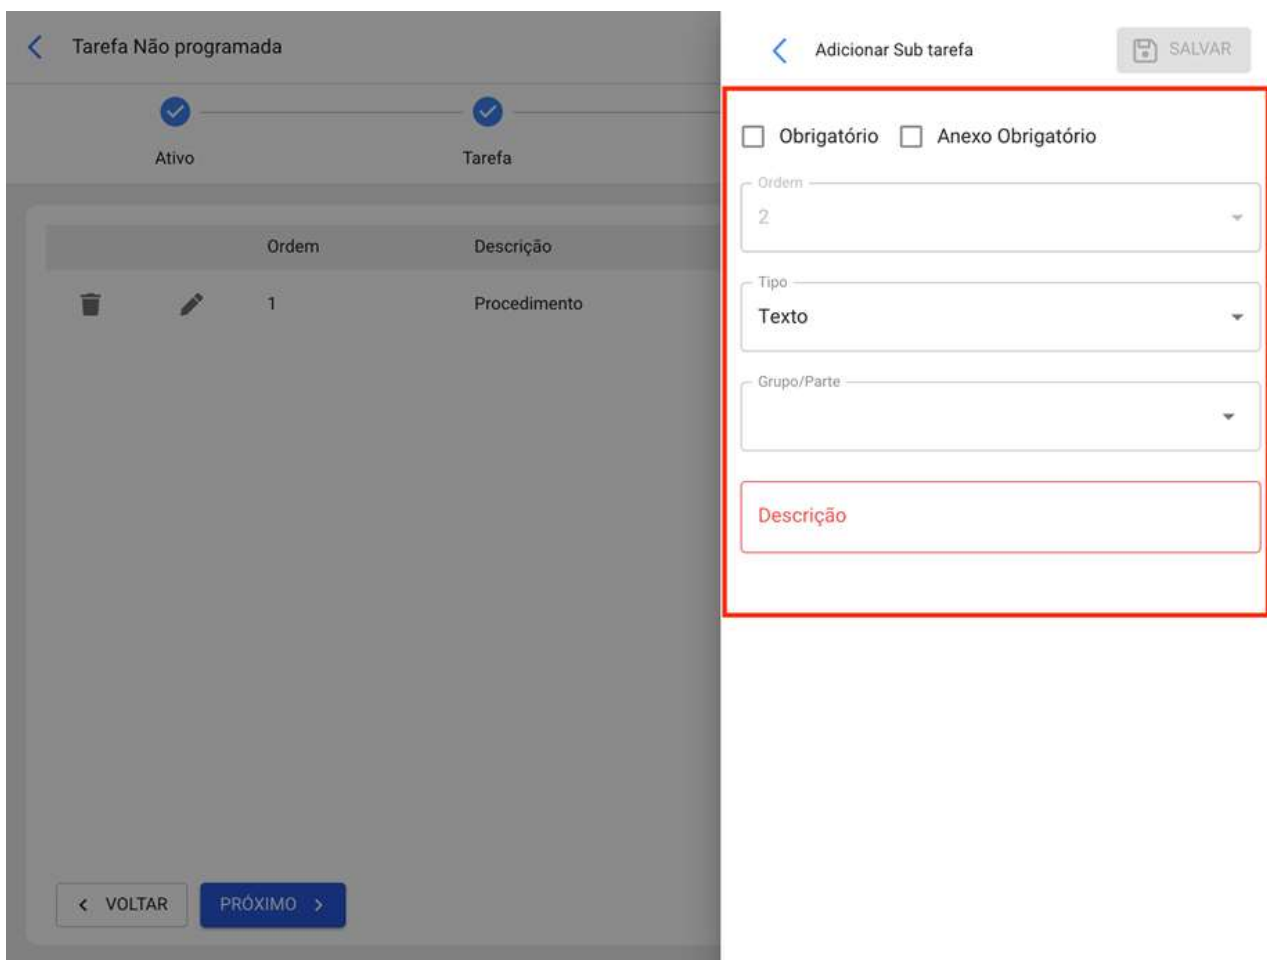 Tarefa Não programada
Ativo
Tarefa
Ordem Descrição
1 Procedimento
VOLTAR PRÓXIMO
Adicionar Sub tarefa SALVAR
Obrigatório Anexo Obrigatório
Ordem
2
Tipo
Texto
Grupo/Parte
Descrição